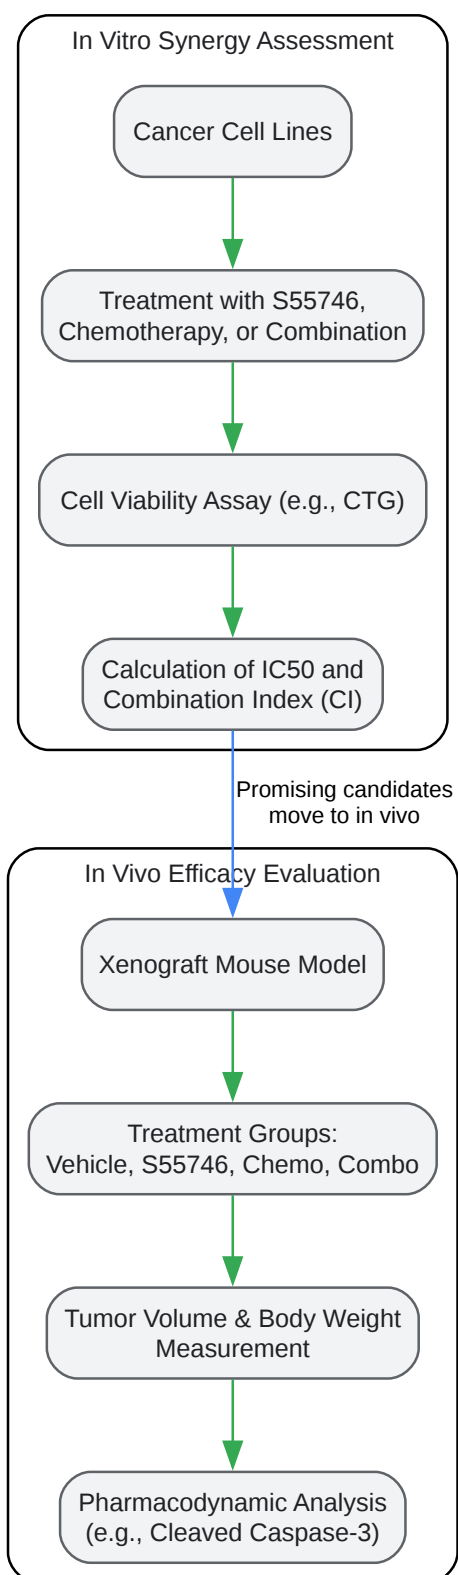 In Vitro Synergy Assessment
Cancer Cell Lines
Treatment with S55746,
Chemotherapy, or Combination
Cell Viability Assay (e.g., CTG)
Calculation of IC50 and
Combination Index (CI)
Promising candidates
move to in vivo
In Vivo Efficacy Evaluation
Xenograft Mouse Model
Treatment Groups:
Vehicle, S55746, Chemo, Combo
Tumor Volume & Body Weight
Measurement
Pharmacodynamic Analysis
(e.g., Cleaved Caspase-3)